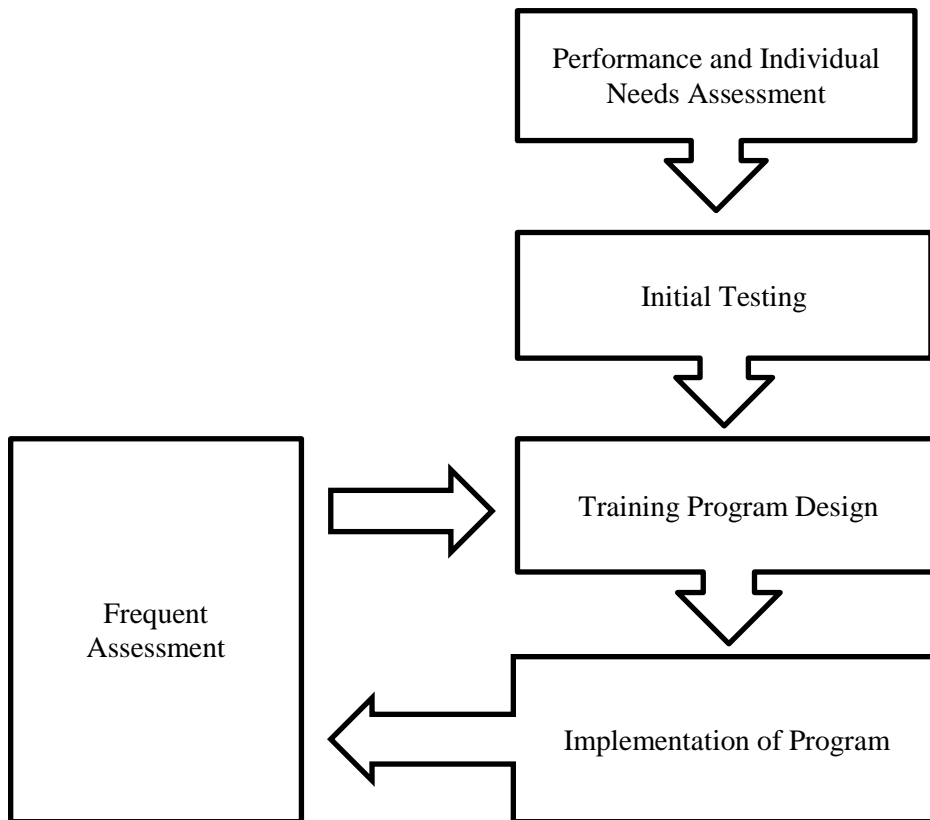 Performance and Individual
Needs Assessment
Initial Testing
Training Program Design
Frequent
Assessment
Implementation of Program